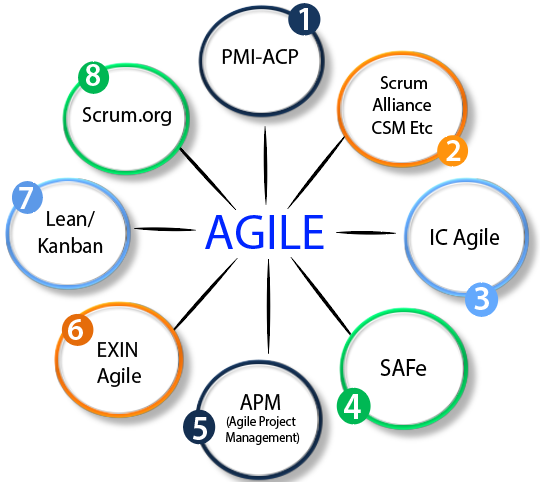 1
PMI-ACP
Scrum
Alliance
CSM Etc
2
IC Agile
3
SAFe
4
APM
(Agile Project
Management)
5
6
EXIN
Agile
7
Lean/
Kanban
8
Scrum.org
AGILE